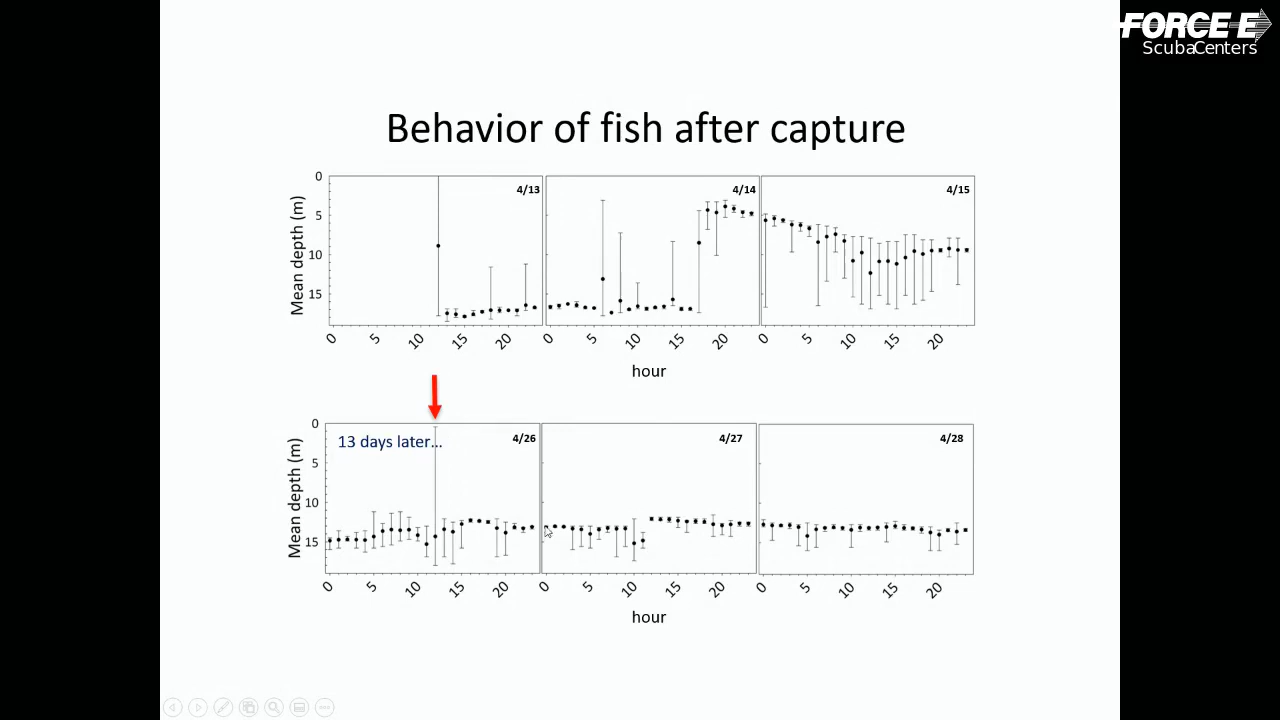 FORCE E
ScubaCenters
Behavior of fish after capture
Mean depth (m)
0
5
10
15
4/13
4/14
4/15
0 5 10 15 20 0 5 10 15 20 0 5 10 15 20
hour
Mean depth (m)
0
5
10
15
13 days later...
4/26
4/27
4/28
0 5 10 15 20 0 5 10 15 20 0 5 10 15 20
hour